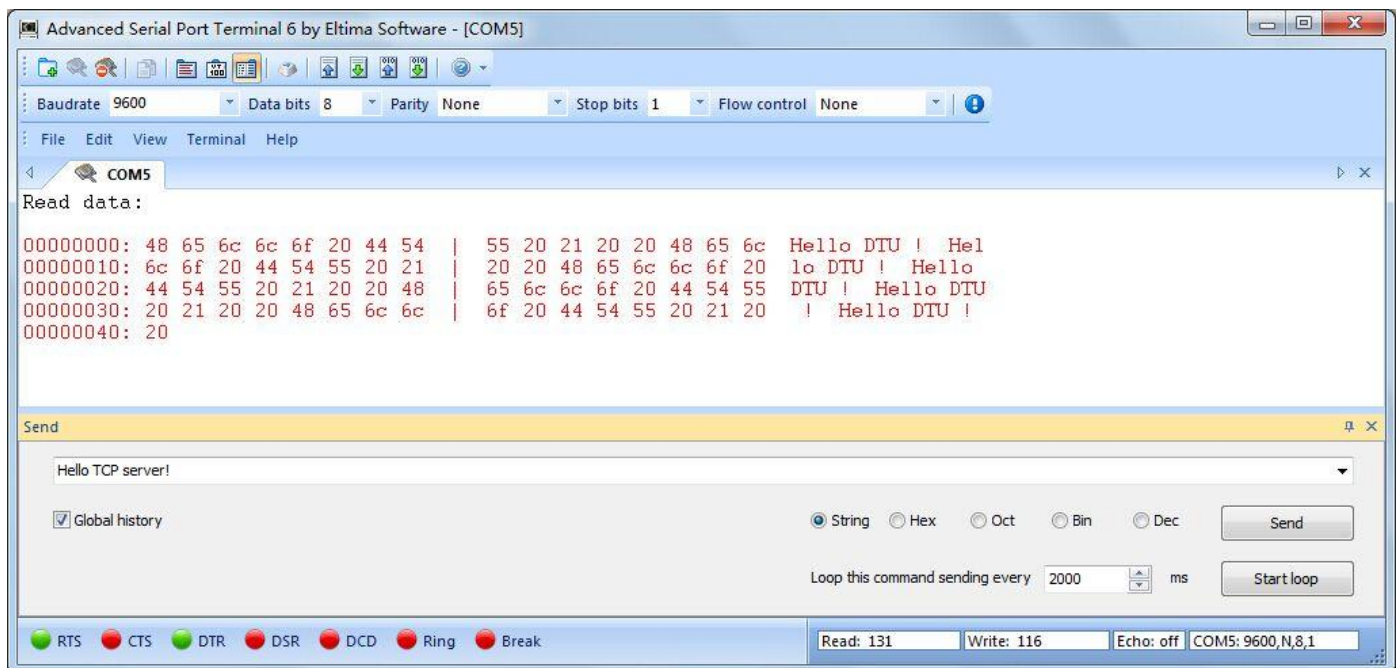 Advanced Serial Port Terminal 6 by Eltima Software - [COM5]
Baudrate 9600 Data bits 8 Parity None Stop bits 1 Flow control None
File Edit View Terminal Help
COM5
Read data:
00000000: 48 65 6c 6c 6f 20 44 54 | 55 20 21 20 20 48 65 6c Hello DTU !  Hel
00000010: 6c 6f 20 44 54 55 20 21 | 20 20 48 65 6c 6c 6f 20 lo DTU !  Hello
00000020: 44 54 55 20 21 20 20 48 | 65 6c 6c 6f 20 44 54 55 DTU !  Hello DTU
00000030: 20 21 20 20 48 65 6c 6c | 6f 20 44 54 55 20 21 20  !  Hello DTU !
00000040: 20
Send
Hello TCP server!
Global history String Hex Oct Bin Dec Send
Loop this command sending every 2000 ms Start loop
RTS CTS DTR DSR DCD Ring Break Read: 131 Write: 116 Echo: off COM5: 9600,N,8,1